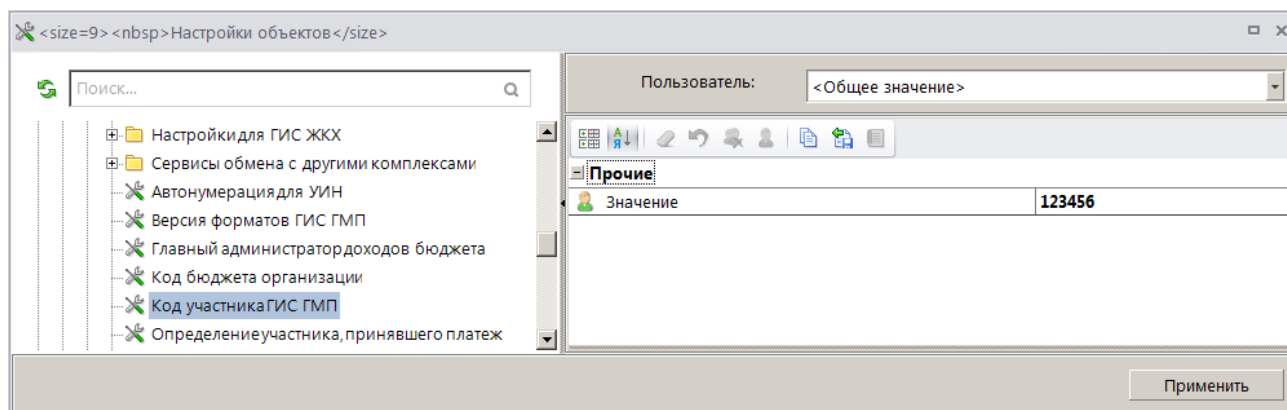 <size=9><nbsp>Настройки объектов</size>
Поиск...
Настройки для ГИС ЖКХ
Сервисы обмена с другими комплексами
Автонумерация для УИН
Версия форматов ГИС ГМП
Главный администратор доходов бюджета
Код бюджета организации
Код участника ГИС ГМП
Определение участника, принявшего платеж
Пользователь: <Общее значение>
Прочие
Значение 123456
Применить